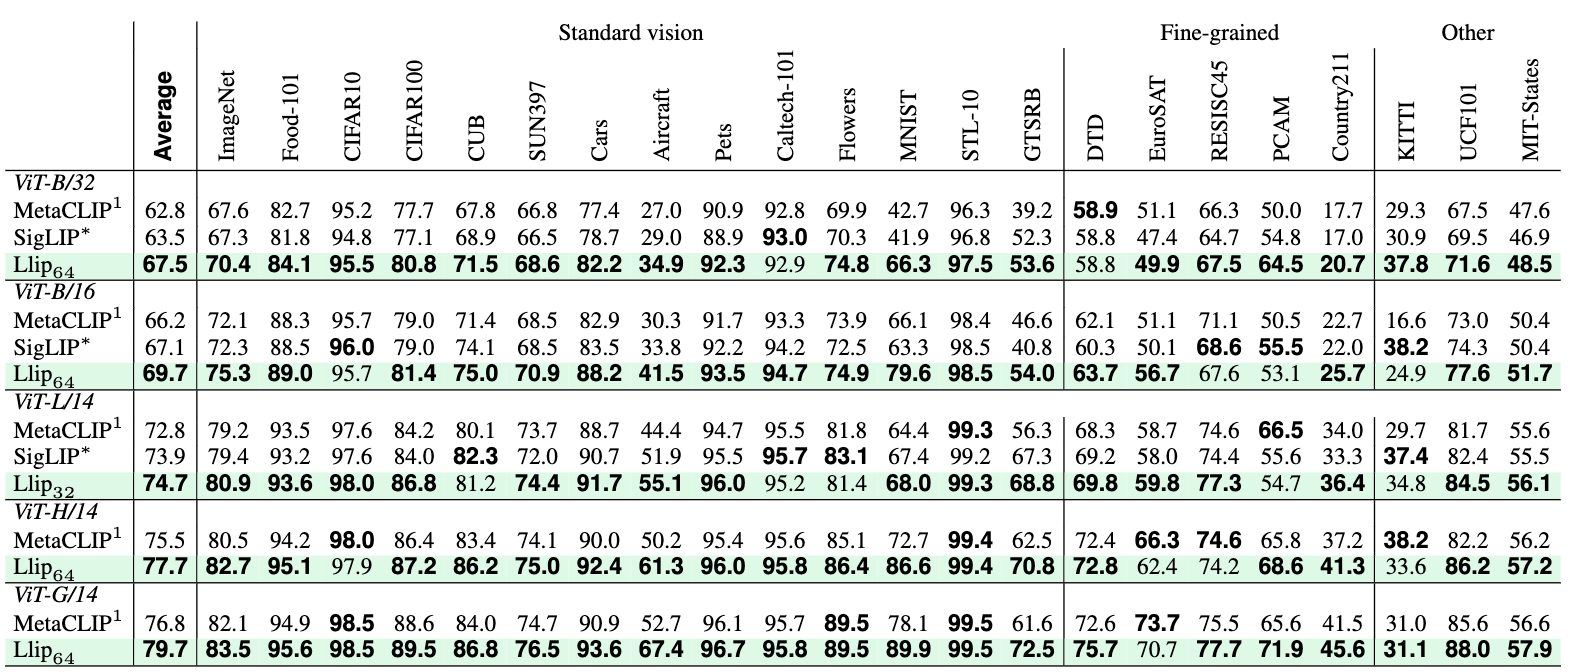 Standard vision Fine-grained Other
Average ImageNet Food-101 CIFAR10 CIFAR100 CUB SUN397 Cars Aircraft Pets Caltech-101 Flowers MNIST STL-10 GTSRB DTD EuroSAT RESISC45 PCAM Country211 KITTI UCF101 MIT-States
ViT-B/32
MetaCLIP¹ 62.8 67.6 82.7 95.2 77.7 67.8 66.8 77.4 27.0 90.9 92.8 69.9 42.7 96.3 39.2 58.9 51.1 66.3 50.0 17.7 29.3 67.5 47.6
SigLIP* 63.5 67.3 81.8 94.8 77.1 68.9 66.5 78.7 29.0 88.9 93.0 70.3 41.9 96.8 52.3 58.8 47.4 64.7 54.8 17.0 30.9 69.5 46.9
Llip₆₄ 67.5 70.4 84.1 95.5 80.8 71.5 68.6 82.2 34.9 92.3 92.9 74.8 66.3 97.5 53.6 58.8 49.9 67.5 64.5 20.7 37.8 71.6 48.5
ViT-B/16
MetaCLIP¹ 66.2 72.1 88.3 95.7 79.0 71.4 68.5 82.9 30.3 91.7 93.3 73.9 66.1 98.4 46.6 62.1 51.1 71.1 50.5 22.7 16.6 73.0 50.4
SigLIP* 67.1 72.3 88.5 96.0 79.0 74.1 68.5 83.5 33.8 92.2 94.2 72.5 63.3 98.5 40.8 60.3 50.1 68.6 55.5 22.0 38.2 74.3 50.4
Llip₆₄ 69.7 75.3 89.0 95.7 81.4 75.0 70.9 88.2 41.5 93.5 94.7 74.9 79.6 98.5 54.0 63.7 56.7 67.6 53.1 25.7 24.9 77.6 51.7
ViT-L/14
MetaCLIP¹ 72.8 79.2 93.5 97.6 84.2 80.1 73.7 88.7 44.4 94.7 95.5 81.8 64.4 99.3 56.3 68.3 58.7 74.6 66.5 34.0 29.7 81.7 55.6
SigLIP* 73.9 79.4 93.2 97.6 84.0 82.3 72.0 90.7 51.9 95.5 95.7 83.1 67.4 99.2 67.3 69.2 58.0 74.4 55.6 33.3 37.4 82.4 55.5
Llip₃₂ 74.7 80.9 93.6 98.0 86.8 81.2 74.4 91.7 55.1 96.0 95.2 81.4 68.0 99.3 68.8 69.8 59.8 77.3 54.7 36.4 34.8 84.5 56.1
ViT-H/14
MetaCLIP¹ 75.5 80.5 94.2 98.0 86.4 83.4 74.1 90.0 50.2 95.4 95.6 85.1 72.7 99.4 62.5 72.4 66.3 74.6 65.8 37.2 38.2 82.2 56.2
Llip₆₄ 77.7 82.7 95.1 97.9 87.2 86.2 75.0 92.4 61.3 96.0 95.8 86.4 86.6 99.4 70.8 72.8 62.4 74.2 68.6 41.3 33.6 86.2 57.2
ViT-G/14
MetaCLIP¹ 76.8 82.1 94.9 98.5 88.6 84.0 74.7 90.9 52.7 96.1 95.7 89.5 78.1 99.5 61.6 72.6 73.7 75.5 65.6 41.5 31.0 85.6 56.6
Llip₆₄ 79.7 83.5 95.6 98.5 89.5 86.8 76.5 93.6 67.4 96.7 95.8 89.5 89.9 99.5 72.5 75.7 70.7 77.7 71.9 45.6 31.1 88.0 57.9